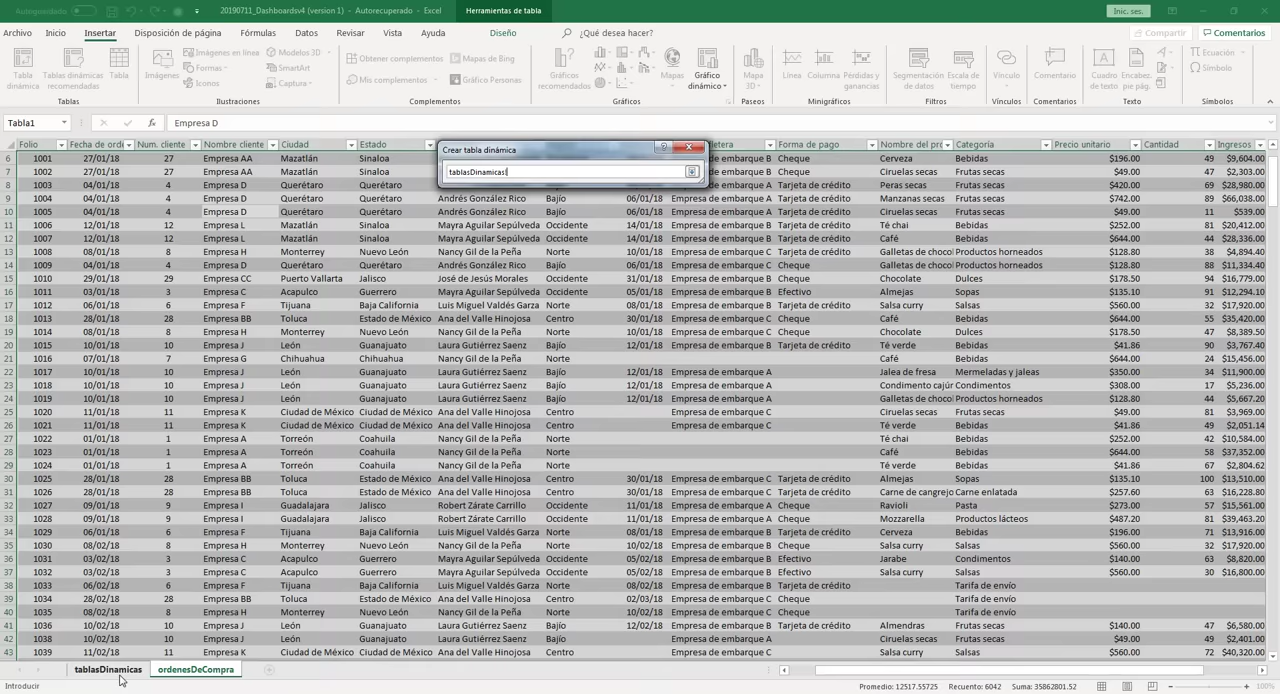 Autoguardado
20190711_Dashboardsv4 (version 1) - Autorecuperado - Excel
Herramientas de tabla
Inic. ses.
Archivo Inicio Insertar Disposición de página Fórmulas Datos Revisar Vista Ayuda Diseño ¿Qué desea hacer? Compartir Comentarios
Tabla dinámica
Tablas dinámicas recomendadas
Tabla
Imágenes
Imágenes en línea
Formas
Iconos
Modelos 3D
SmartArt
Captura
Obtener complementos
Mis complementos
Mapas de Bing
Gráfico Personas
Gráficos recomendados
Mapas
Gráfico dinámico
Mapa 3D
Línea
Columna
Pérdidas y ganancias
Segmentación de datos
Escala de tiempo
Vínculo
Comentario
Cuadro de texto
Encabez. pie pág.
Ecuación
Símbolo
Tablas Ilustraciones Complementos Gráficos Paseos Minigráficos Filtros Vínculos Comentarios Texto Símbolos
Tabla1 fx Empresa D
Crear tabla dinámica
tablasDinamicas!
Folio Fecha de orde Num. cliente Nombre cliente Ciudad Estado letera Forma de pago Nombre del pro Categoría Precio unitario Cantidad Ingresos
6 1001 27/01/18 27 Empresa AA Mazatlán Sinaloa de embarque B Cheque Cerveza Bebidas $196.00 49 $9,604.00
7 1002 27/01/18 27 Empresa AA Mazatlán Sinaloa de embarque B Cheque Ciruelas secas Frutas secas $49.00 47
8 1003 04/01/18 4 Empresa D Querétaro Querétaro Tarjeta de crédito Peras secas Frutas secas $420.00 69 $28,980.00
9 1004 04/01/18 4 Empresa D Querétaro Querétaro Andrés González Rico Bajío 06/01/18 Empresa de embarque A Tarjeta de crédito Manzanas secas Frutas secas $742.00 89 $66,038.00
10 1005 04/01/18 4 Empresa D Querétaro Querétaro Andrés González Rico Bajío 06/01/18 Empresa de embarque A Tarjeta de crédito Ciruelas secas Frutas secas $49.00 11 $539.00
11 1006 12/01/18 12 Empresa L Mazatlán Sinaloa Mayra Aguilar Sepúlveda Occidente 14/01/18 Empresa de embarque B Tarjeta de crédito Té chai Bebidas $252.00 81 $20,412.00
12 1007 12/01/18 12 Empresa L Mazatlán Sinaloa Mayra Aguilar Sepúlveda Occidente 14/01/18 Empresa de embarque B Tarjeta de crédito Café Bebidas $644.00 44 $28,336.00
13 1008 08/01/18 8 Empresa H Monterrey Nuevo León Nancy Gil de la Peña Norte 10/01/18 Empresa de embarque C Tarjeta de crédito Galletas de chocol Productos horneados $128.80 38 $4,894.40
14 1009 04/01/18 4 Empresa D Querétaro Querétaro Andrés González Rico Bajío 06/01/18 Empresa de embarque A Tarjeta de crédito Galletas de chocol Productos horneados $128.80 88 $11,334.40
15 1010 29/01/18 29 Empresa CC Puerto Vallarta Jalisco José de Jesús Morales Occidente 31/01/18 Empresa de embarque B Cheque Chocolate Dulces $178.50 94 $16,779.00
16 1011 03/01/18 3 Empresa C Acapulco Guerrero Mayra Aguilar Sepúlveda Occidente 05/01/18 Empresa de embarque B Efectivo Almejas Sopas $135.10 91 $12,294.10
17 1012 06/01/18 6 Empresa F Tijuana Baja California Luis Miguel Valdés Garza Norte 08/01/18 Empresa de embarque B Tarjeta de crédito Salsa curry Salsas $560.00 32 $17,920.00
18 1013 28/01/18 28 Empresa BB Toluca Estado de México Ana del Valle Hinojosa Centro 30/01/18 Empresa de embarque C Cheque Café Bebidas $644.00 55 $35,420.00
19 1014 08/01/18 8 Empresa H Monterrey Nuevo León Nancy Gil de la Peña Norte 10/01/18 Empresa de embarque C Cheque Chocolate Dulces $178.50 47 $8,389.50
20 1015 10/01/18 10 Empresa J León Guanajuato Laura Gutiérrez Saenz Bajío 12/01/18 Empresa de embarque B Tarjeta de crédito Té verde Bebidas $41.86 90 $3,767.40
21 1016 07/01/18 7 Empresa G Chihuahua Chihuahua Nancy Gil de la Peña Norte Café Bebidas $644.00 24 $15,456.00
22 1017 10/01/18 10 Empresa J León Guanajuato Laura Gutiérrez Saenz Bajío 12/01/18 Empresa de embarque A Jalea de fresa Mermeladas y jaleas $350.00 34 $11,900.00
23 1018 10/01/18 10 Empresa J León Guanajuato Laura Gutiérrez Saenz Bajío 12/01/18 Empresa de embarque A Condimento cajún Condimentos $308.00 17 $5,236.00
24 1019 10/01/18 10 Empresa J León Guanajuato Laura Gutiérrez Saenz Bajío 12/01/18 Empresa de embarque A Galletas de chocol Productos horneados $128.80 44 $5,667.20
25 1020 11/01/18 11 Empresa K Ciudad de México Ciudad de México Ana del Valle Hinojosa Centro Empresa de embarque C Ciruelas secas Frutas secas $49.00 81 $3,969.00
26 1021 11/01/18 11 Empresa K Ciudad de México Ciudad de México Ana del Valle Hinojosa Centro Empresa de embarque C Té verde Bebidas $41.86 49 $2,051.14
27 1022 01/01/18 1 Empresa A Torreón Coahuila Nancy Gil de la Peña Norte Té chai Bebidas $252.00 42 $10,584.00
28 1023 01/01/18 1 Empresa A Torreón Coahuila Nancy Gil de la Peña Norte Café Bebidas $644.00 58 $37,352.00
29 1024 01/01/18 1 Empresa A Torreón Coahuila Nancy Gil de la Peña Norte Té verde Bebidas $41.86 67 $2,804.62
30 1025 28/01/18 28 Empresa BB Toluca Estado de México Ana del Valle Hinojosa Centro 30/01/18 Empresa de embarque C Tarjeta de crédito Almejas Sopas $135.10 100 $13,510.00
31 1026 28/01/18 28 Empresa BB Toluca Estado de México Ana del Valle Hinojosa Centro 30/01/18 Empresa de embarque C Tarjeta de crédito Carne de cangrejo Carne enlatada $257.60 63 $16,228.80
32 1027 09/01/18 9 Empresa I Guadalajara Jalisco Robert Zárate Carrillo Occidente 11/01/18 Empresa de embarque A Cheque Ravioli Pasta $273.00 57 $15,561.00
33 1028 09/01/18 9 Empresa I Guadalajara Jalisco Robert Zárate Carrillo Occidente 11/01/18 Empresa de embarque A Cheque Mozzarella Productos lácteos $487.20 81 $39,463.20
34 1029 06/01/18 6 Empresa F Tijuana Baja California Luis Miguel Valdés Garza Norte 08/01/18 Empresa de embarque B Tarjeta de crédito Cerveza Bebidas $196.00 71 $13,916.00
35 1030 08/02/18 8 Empresa H Monterrey Nuevo León Nancy Gil de la Peña Norte 10/02/18 Empresa de embarque B Cheque Salsa curry Salsas $560.00 32 $17,920.00
36 1031 03/02/18 3 Empresa C Acapulco Guerrero Mayra Aguilar Sepúlveda Occidente 05/02/18 Empresa de embarque B Efectivo Jarabe Condimentos $140.00 63 $8,820.00
37 1032 03/02/18 3 Empresa C Acapulco Guerrero Mayra Aguilar Sepúlveda Occidente 05/02/18 Empresa de embarque B Efectivo Salsa curry Salsas $560.00 30 $16,800.00
38 1033 06/02/18 6 Empresa F Tijuana Baja California Luis Miguel Valdés Garza Norte 08/02/18 Empresa de embarque B Tarjeta de crédito Tarifa de envío
39 1034 28/02/18 28 Empresa BB Toluca Estado de México Ana del Valle Hinojosa Centro 02/03/18 Empresa de embarque C Cheque Tarifa de envío
40 1035 08/02/18 8 Empresa H Monterrey Nuevo León Nancy Gil de la Peña Norte 10/02/18 Empresa de embarque C Cheque Tarifa de envío
41 1036 10/02/18 10 Empresa J León Guanajuato Laura Gutiérrez Saenz Bajío 12/02/18 Empresa de embarque B Tarjeta de crédito Almendras Frutas secas $140.00 47 $6,580.00
42 1038 10/02/18 10 Empresa J León Guanajuato Laura Gutiérrez Saenz Bajío Empresa de embarque A Ciruelas secas Frutas secas $49.00 49 $2,401.00
43 1039 11/02/18 11 Empresa K Ciudad de México Ciudad de México Ana del Valle Hinojosa Centro Empresa de embarque C Salsa curry Salsas $560.00 72 $40,320.00
tablasDinamicas ordenesDeCompra
Introducir Promedio: 12517.55725 Recuento: 6042 Suma: 35862801.52 100%